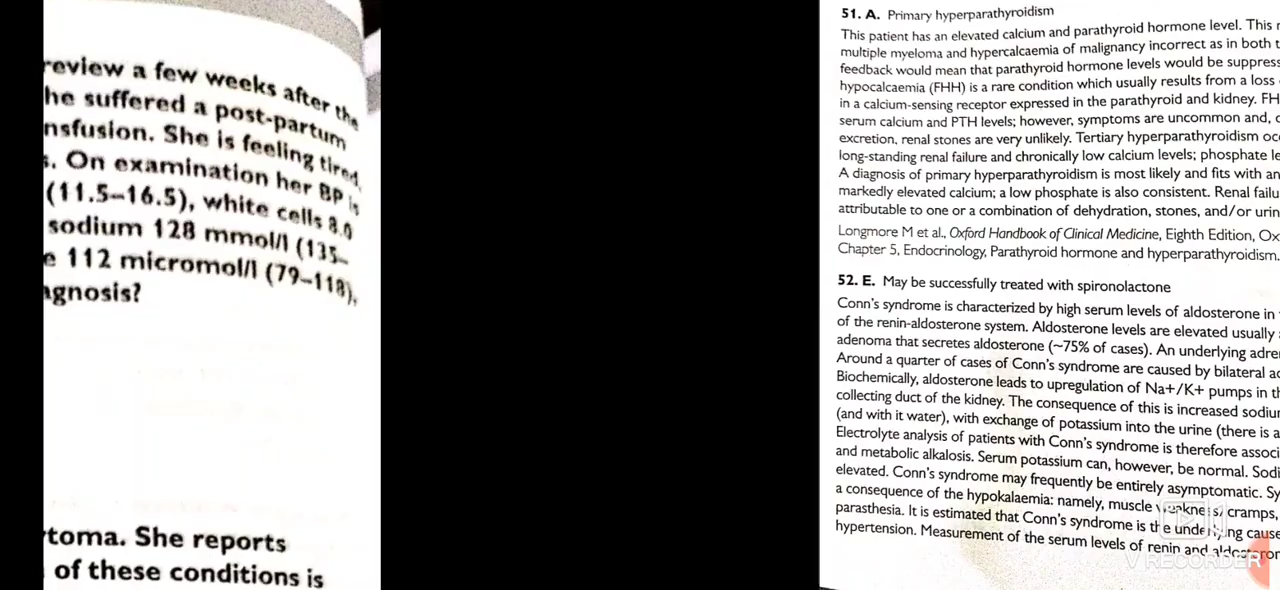 review a few weeks after the
he suffered a post-partum
nsfusion. She is feeling tired,
s. On examination her BP is
(11.5–16.5), white cells 8.0
sodium 128 mmol/l (135–
e 112 micromol/l (79–118),
agnosis?
toma. She reports
of these conditions is
51. A. Primary hyperparathyroidism
This patient has an elevated calcium and parathyroid hormone level. This
multiple myeloma and hypercalcaemia of malignancy incorrect as in both t
feedback would mean that parathyroid hormone levels would be suppress
hypocalcaemia (FHH) is a rare condition which usually results from a loss
in a calcium-sensing receptor expressed in the parathyroid and kidney. FH
serum calcium and PTH levels; however, symptoms are uncommon and, c
excretion, renal stones are very unlikely. Tertiary hyperparathyroidism occ
long-standing renal failure and chronically low calcium levels; phosphate le
A diagnosis of primary hyperparathyroidism is most likely and fits with an
markedly elevated calcium; a low phosphate is also consistent. Renal failu
attributable to one or a combination of dehydration, stones, and/or urin
Longmore M et al., Oxford Handbook of Clinical Medicine, Eighth Edition, Ox
Chapter 5, Endocrinology, Parathyroid hormone and hyperparathyroidism.
52. E. May be successfully treated with spironolactone
Conn's syndrome is characterized by high serum levels of aldosterone in
of the renin-aldosterone system. Aldosterone levels are elevated usually
adenoma that secretes aldosterone (~75% of cases). An underlying adre
Around a quarter of cases of Conn's syndrome are caused by bilateral ad
Biochemically, aldosterone leads to upregulation of Na+/K+ pumps in th
collecting duct of the kidney. The consequence of this is increased sodiu
(and with it water), with exchange of potassium into the urine (there is a
Electrolyte analysis of patients with Conn's syndrome is therefore associ
and metabolic alkalosis. Serum potassium can, however, be normal. Sodi
elevated. Conn's syndrome may frequently be entirely asymptomatic. Sy
a consequence of the hypokalaemia: namely, muscle weakness, cramps,
parasthesia. It is estimated that Conn's syndrome is the underlying cause
hypertension. Measurement of the serum levels of renin and aldosteron
V RECORDER